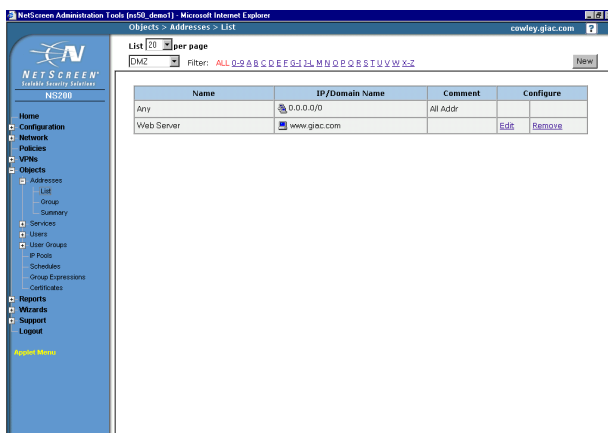 NetScreen Administration Tools (ns50_demo1) - Microsoft Internet Explorer
Objects > Addresses > List cowley.giac.com ?
NETSCREEN
Scalable Security Solutions
NS200
Home
Configuration
Network
Policies
VPNs
Objects
Addresses
List
Group
Summary
Services
Users
User Groups
IP Pools
Schedules
Group Expressions
Certificates
Reports
Wizards
Support
Logout
Applet Menu
List 20 per page
DMZ Filter: ALL 0-9 A B C D E F G-I J-L M N O P Q R S T U V W X-Z New
Name IP/Domain Name Comment Configure
Any 0.0.0.0/0 All Addr
Web Server www.giac.com Edit Remove